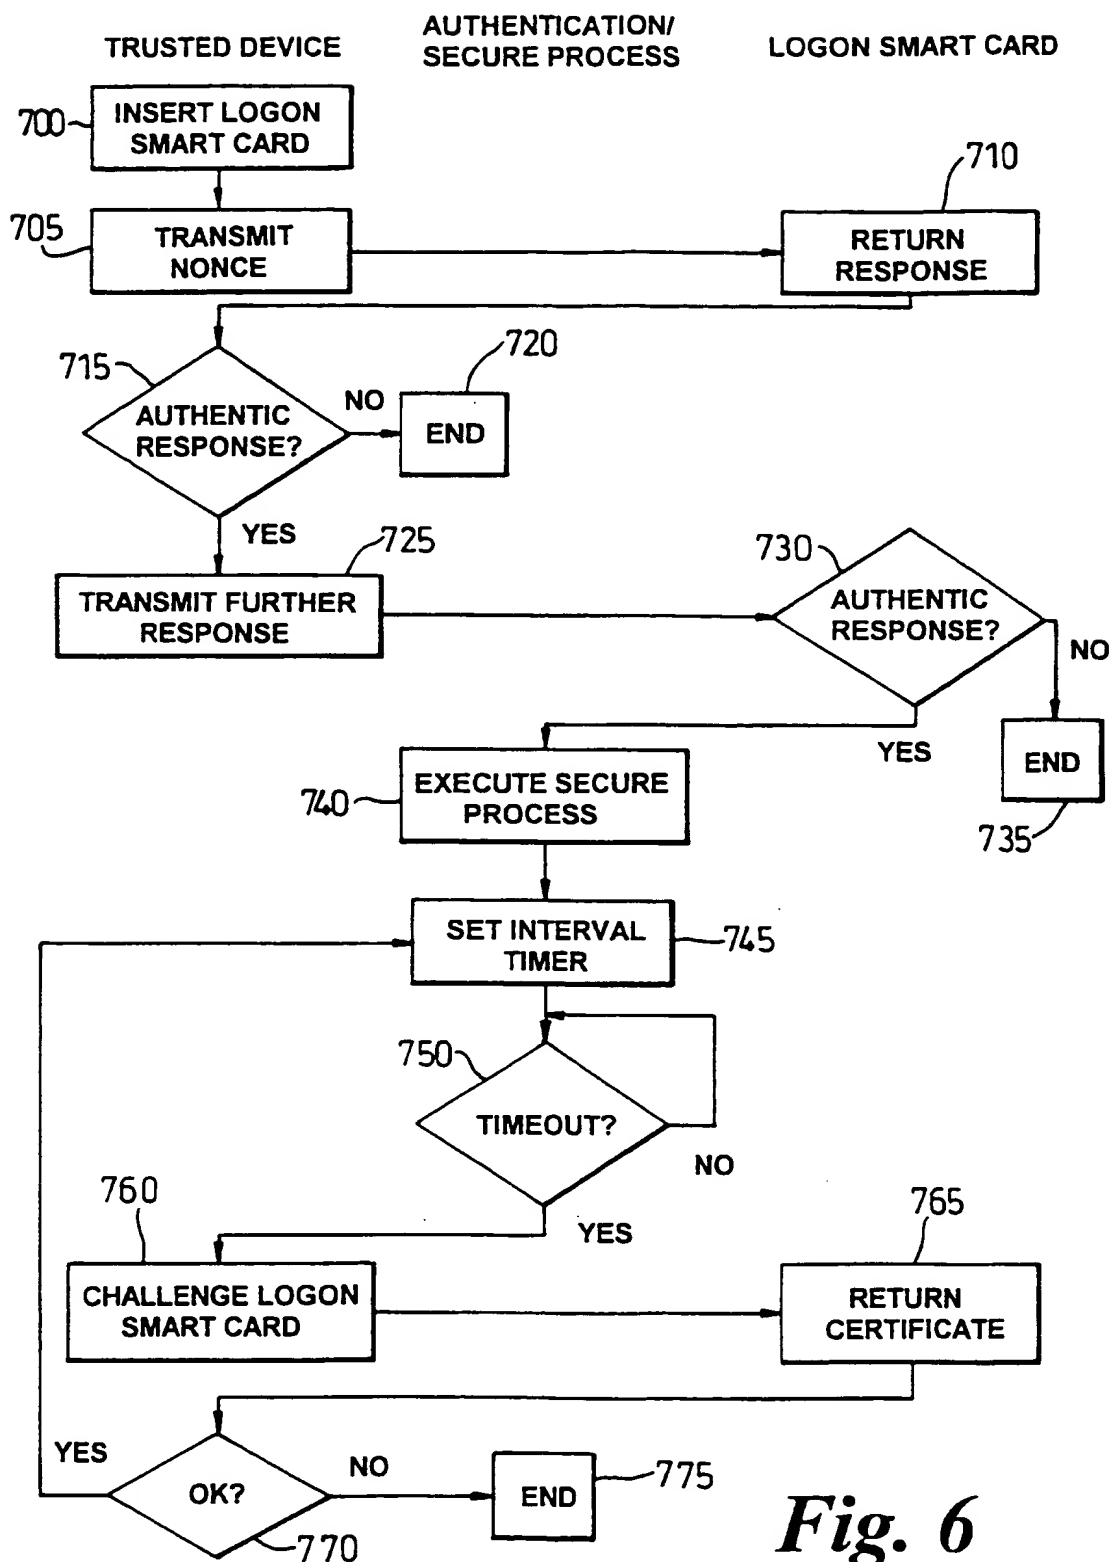 TRUSTED DEVICE
AUTHENTICATION/
SECURE PROCESS
LOGON SMART CARD
700
INSERT LOGON
SMART CARD
705
TRANSMIT
NONCE
710
RETURN
RESPONSE
715
AUTHENTIC
RESPONSE?
NO
720
END
YES
725
TRANSMIT FURTHER
RESPONSE
730
AUTHENTIC
RESPONSE?
NO
YES
END
735
740
EXECUTE SECURE
PROCESS
SET INTERVAL
TIMER
745
750
TIMEOUT?
NO
YES
760
CHALLENGE LOGON
SMART CARD
765
RETURN
CERTIFICATE
YES
OK?
NO
END
775
770
Fig. 6